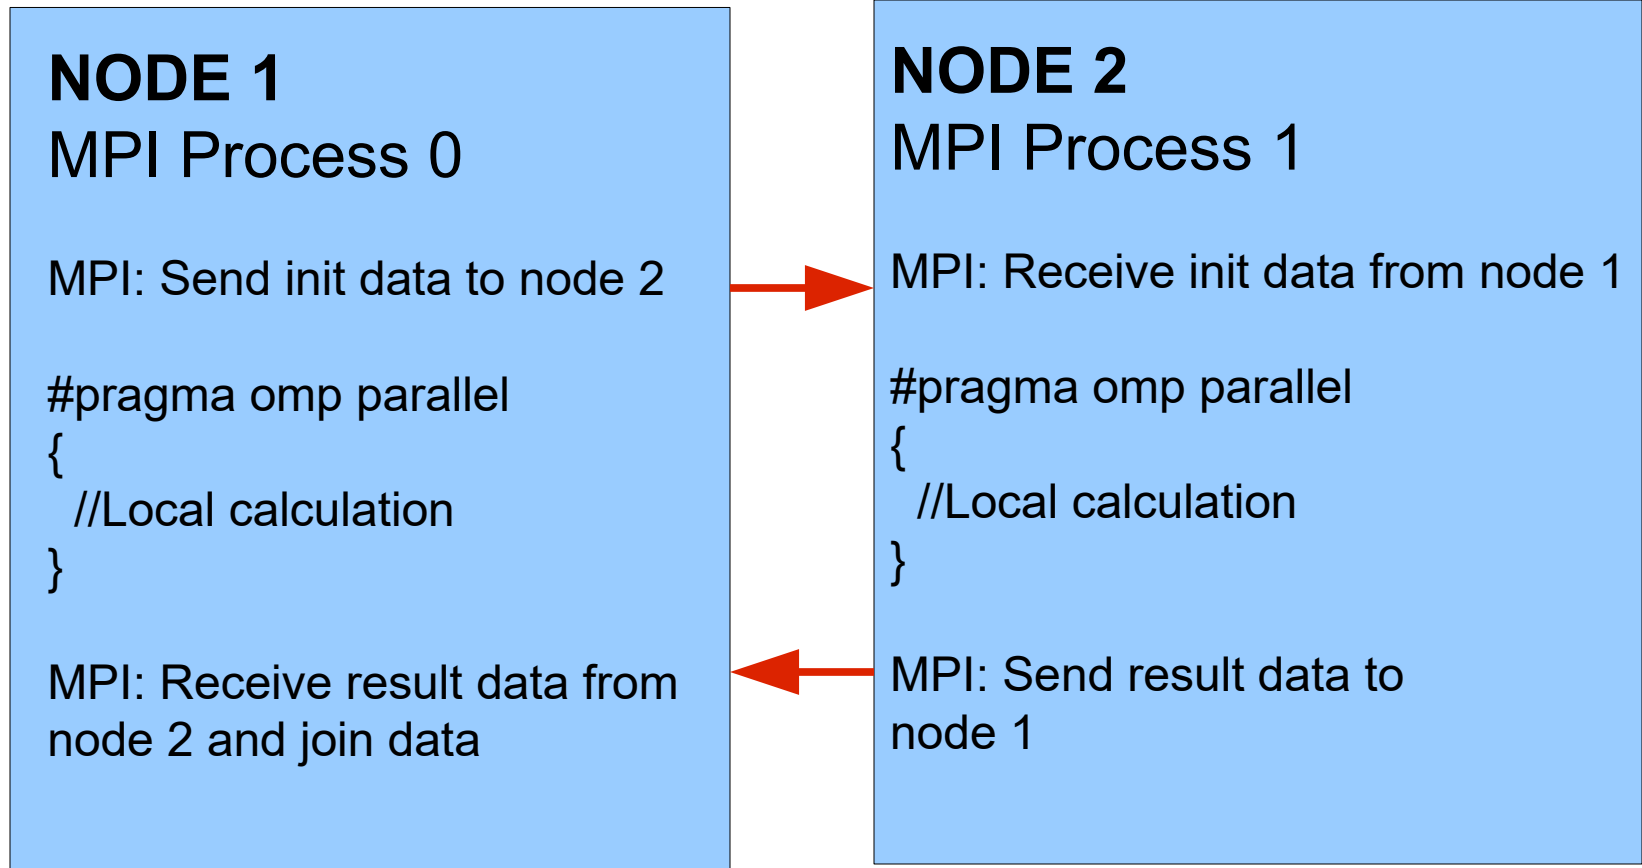 NODE 1
MPI Process 0
MPI: Send init data to node 2
#pragma omp parallel
{
//Local calculation
}
MPI: Receive result data from
node 2 and join data
NODE 2
MPI Process 1
MPI: Receive init data from node 1
#pragma omp parallel
{
//Local calculation
}
MPI: Send result data to
node 1